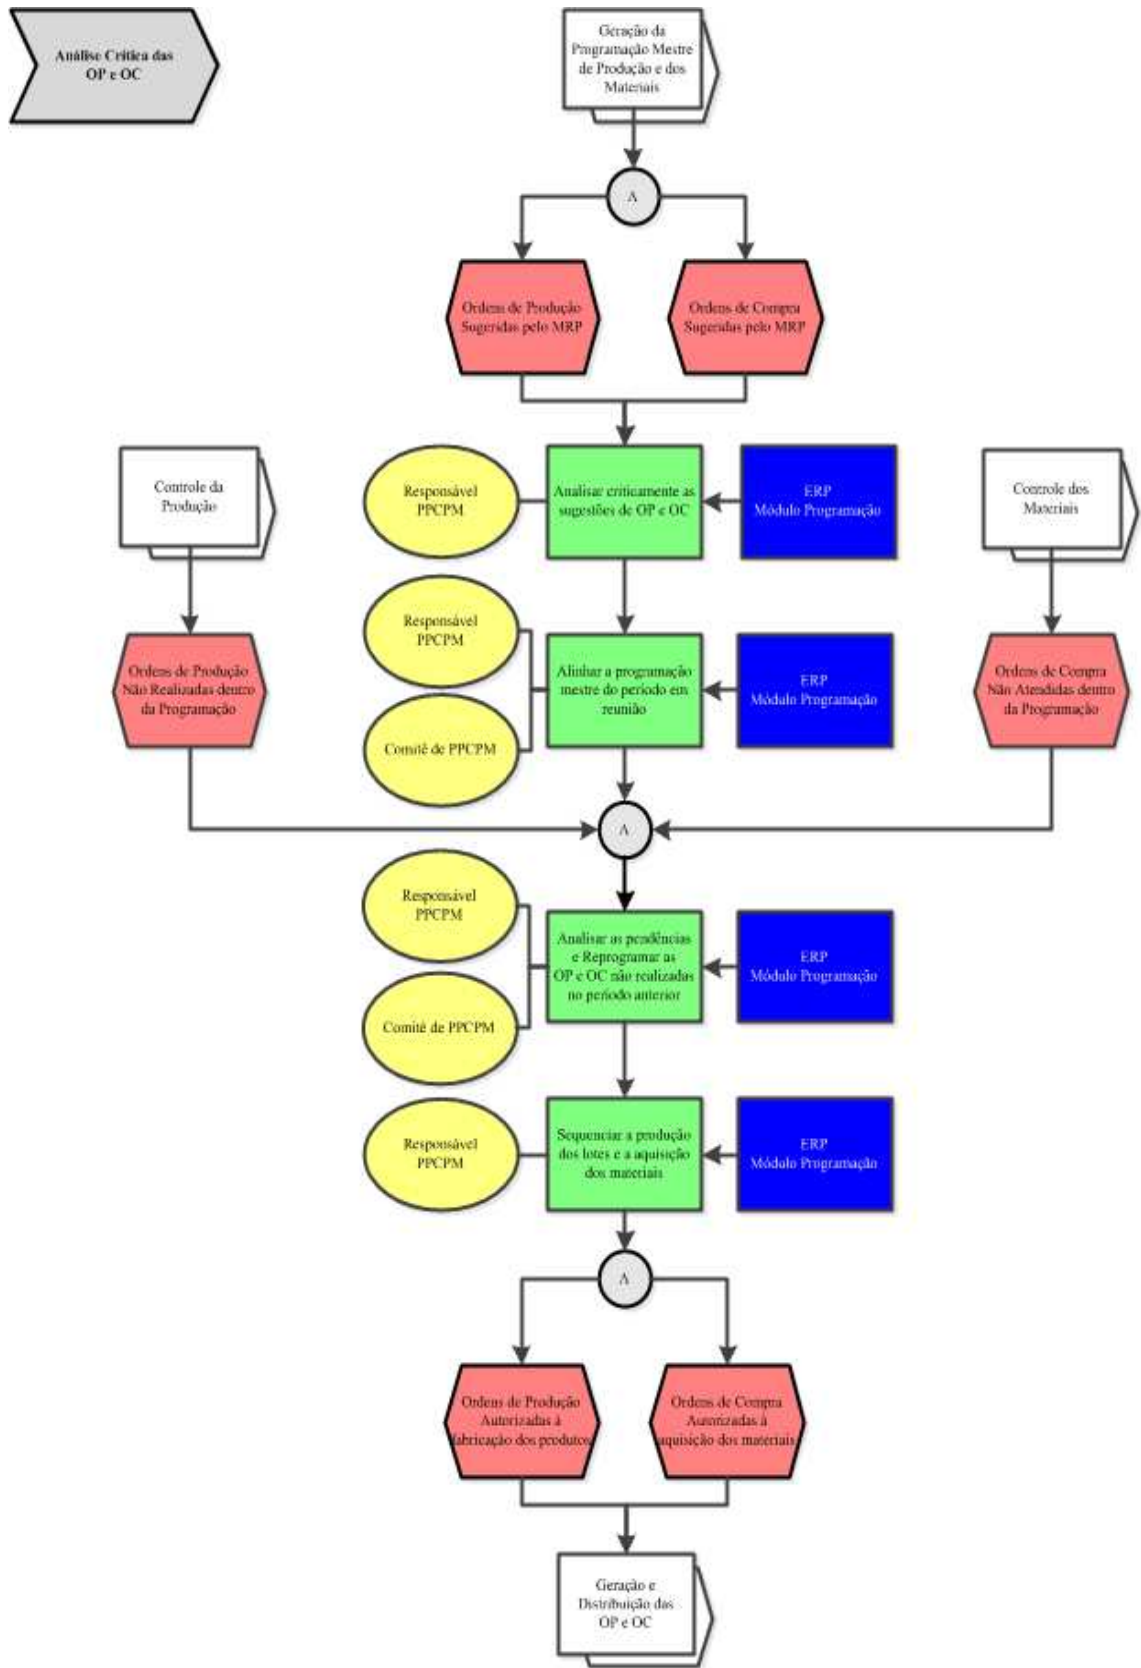 Análise Crítica das
OP e OC
Geração da
Programação Mestre
de Produção e dos
Materiais
Λ
Ordens de Produção
Sugeridas pelo MRP
Ordens de Compra
Sugeridas pelo MRP
Controle da
Produção
Responsável
PPCPM
Analisar criticamente as
sugestões de OP e OC
ERP
Módulo Programação
Controle dos
Materiais
Ordens de Produção
Não Realizadas dentro
da Programação
Responsável
PPCPM
Comitê de PPCPM
Alinhar a programação
mestre do período em
reunião
ERP
Módulo Programação
Ordens de Compra
Não Atendidas dentro
da Programação
Λ
Responsável
PPCPM
Comitê de PPCPM
Analisar as pendências
e Reprogramar as
OP e OC não realizadas
no período anterior
ERP
Módulo Programação
Responsável
PPCPM
Sequenciar a produção
dos lotes e a aquisição
dos materiais
ERP
Módulo Programação
Λ
Ordens de Produção
Autorizadas à
fabricação dos produtos
Ordens de Compra
Autorizadas à
aquisição dos materiais
Geração e
Distribuição das
OP e OC